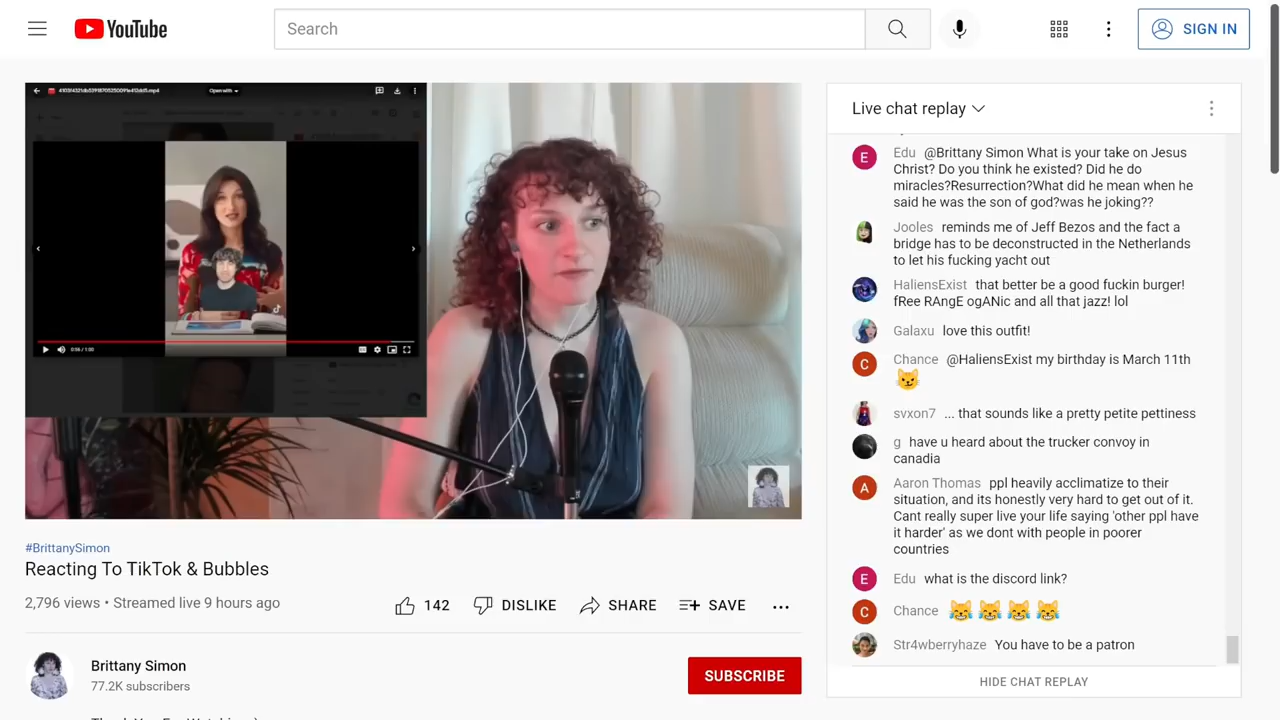 YouTube
Search
SIGN IN
Open with
0:56 / 1:00
Live chat replay
Edu @Brittany Simon What is your take on Jesus
Christ? Do you think he existed? Did he do
miracles?Resurrection?What did he mean when he
said he was the son of god?was he joking??
Jooles reminds me of Jeff Bezos and the fact a
bridge has to be deconstructed in the Netherlands
to let his fucking yacht out
HaliensExist that better be a good fuckin burger!
fRee RAngE ogANic and all that jazz! lol
Galaxu love this outfit!
C Chance @HaliensExist my birthday is March 11th
svxon7 ... that sounds like a pretty petite pettiness
g have u heard about the trucker convoy in
canadia
A Aaron Thomas ppl heavily acclimatize to their
situation, and its honestly very hard to get out of it.
Cant really super live your life saying 'other ppl have
it harder' as we dont with people in poorer
countries
E Edu what is the discord link?
C Chance
Str4wberryhaze You have to be a patron
HIDE CHAT REPLAY
#BrittanySimon
Reacting To TikTok & Bubbles
2,796 views • Streamed live 9 hours ago
142
DISLIKE
SHARE
SAVE
Brittany Simon
77.2K subscribers
SUBSCRIBE